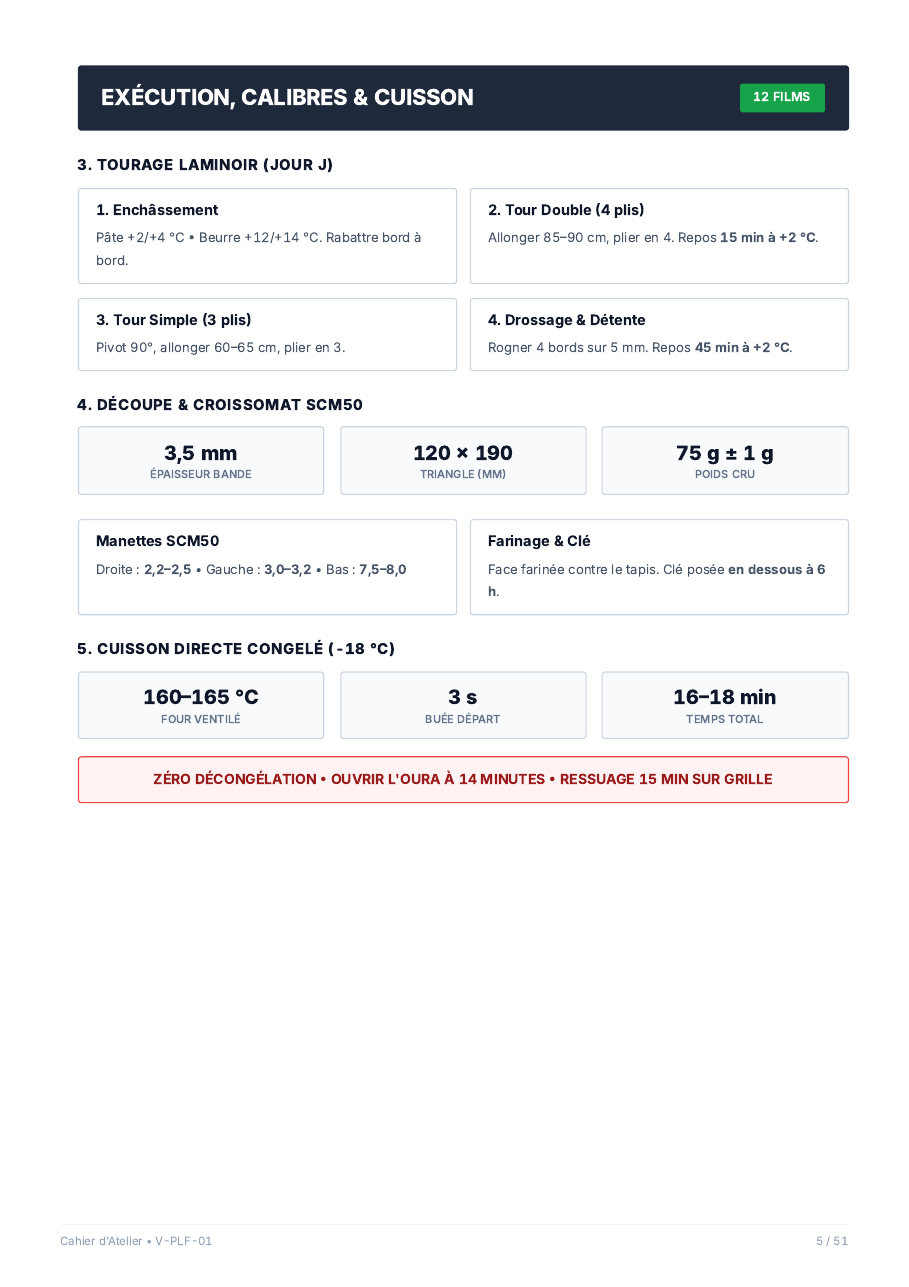 EXÉCUTION, CALIBRES & CUISSON
12 FILMS
3. TOURAGE LAMINOIR (JOUR J)
1. Enchâssement
Pâte +2/+4 °C • Beurre +12/+14 °C. Rabattre bord à
bord.
2. Tour Double (4 plis)
Allonger 85–90 cm, plier en 4. Repos 15 min à +2 °C.
3. Tour Simple (3 plis)
Pivot 90°, allonger 60–65 cm, plier en 3.
4. Drossage & Détente
Rogner 4 bords sur 5 mm. Repos 45 min à +2 °C.
4. DÉCOUPE & CROISSOMAT SCM50
3,5 mm
ÉPAISSEUR BANDE
120 × 190
TRIANGLE (MM)
75 g ± 1 g
POIDS CRU
Manettes SCM50
Droite : 2,2–2,5 • Gauche : 3,0–3,2 • Bas : 7,5–8,0
Farinage & Clé
Face farinée contre le tapis. Clé posée en dessous à 6
h.
5. CUISSON DIRECTE CONGELÉ (-18 °C)
160–165 °C
FOUR VENTILÉ
3 s
BUÉE DÉPART
16–18 min
TEMPS TOTAL
ZÉRO DÉCONGÉLATION • OUVRIR L'OURA À 14 MINUTES • RESSUAGE 15 MIN SUR GRILLE
Cahier d'Atelier • V-PLF-01
5 / 51